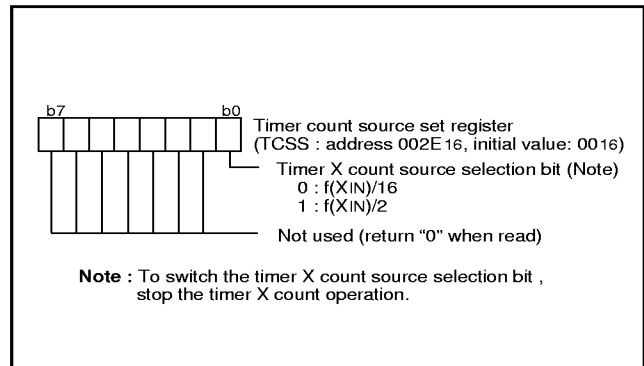 b7 b0
Timer count source set register
(TCSS : address 002E16, initial value: 0016)
Timer X count source selection bit (Note)
0 : f(XIN)/16
1 : f(XIN)/2
Not used (return “0” when read)
Note : To switch the timer X count source selection bit ,
stop the timer X count operation.